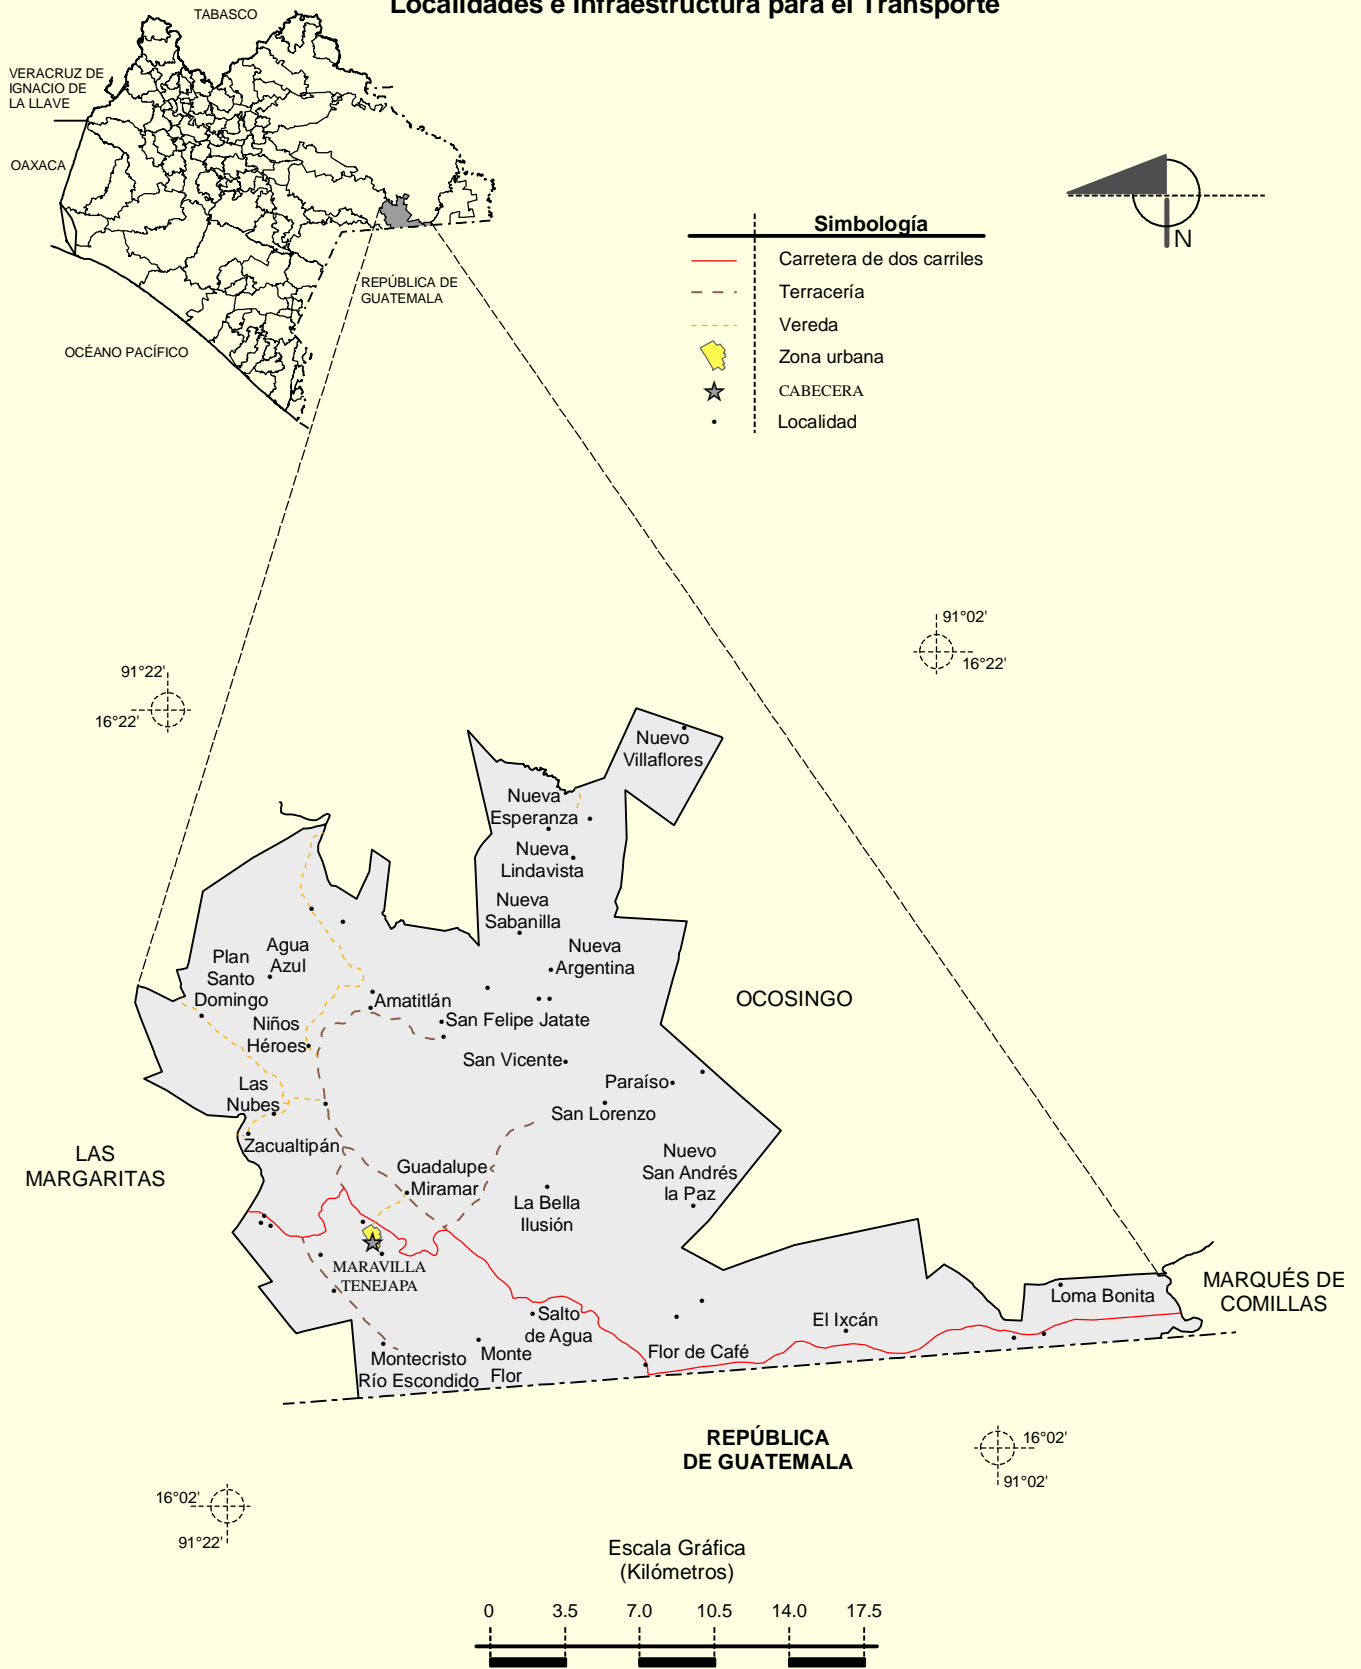 Localidades e Infraestructura para el Transporte
TABASCO
VERACRUZ DE
IGNACIO DE
LA LLAVE
OAXACA
REPÚBLICA DE
GUATEMALA
OCÉANO PACÍFICO
N
Simbología
Carretera de dos carriles
Terracería
Vereda
Zona urbana
CABECERA
Localidad
91°02'
16°22'
91°22'
16°22'
Nuevo
Villaflores
Nueva
Esperanza
Nueva
Lindavista
Nueva
Sabanilla
Nueva
Argentina
Agua
Azul
Plan
Santo
Domingo
Niños
Héroes
Amatitlán
San Felipe Jatate
San Vicente
Paraíso
San Lorenzo
OCOSINGO
Las
Nubes
Zacualtipán
LAS
MARGARITAS
Guadalupe
Miramar
Nuevo
San Andrés
la Paz
La Bella
Ilusión
MARAVILLA
TENEJAPA
Salto
de Agua
El Ixcán
Loma Bonita
MARQUÉS DE
COMILLAS
Flor de Café
Monte
Flor
Montecristo
Río Escondido
REPÚBLICA
DE GUATEMALA
16°02'
91°02'
16°02'
91°22'
Escala Gráfica
(Kilómetros)
0 3.5 7.0 10.5 14.0 17.5